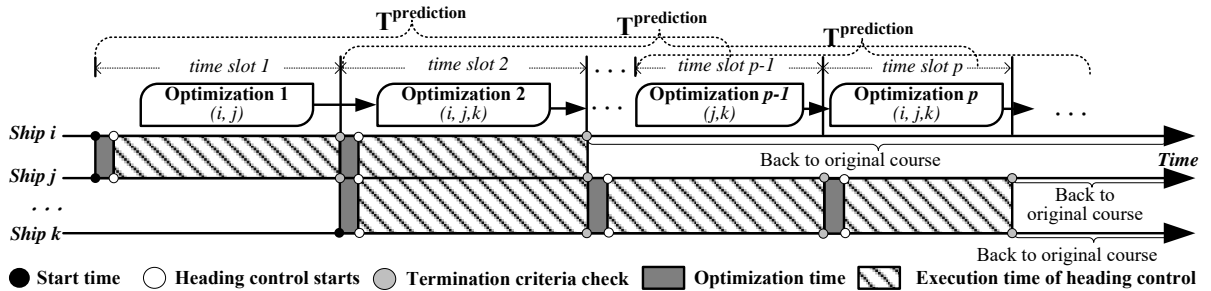 T^prediction
T^prediction
T^prediction
time slot 1 time slot 2 . . . time slot p-1 time slot p
Optimization 1 Optimization 2 . . . Optimization p-1 Optimization p . . .
(i, j) (i, j,k) (j,k) (i, j,k)
Ship i
Back to original course Time
Ship j
. . . Back to
original course
Ship k
Back to original course
Start time Heading control starts Termination criteria check Optimization time Execution time of heading control